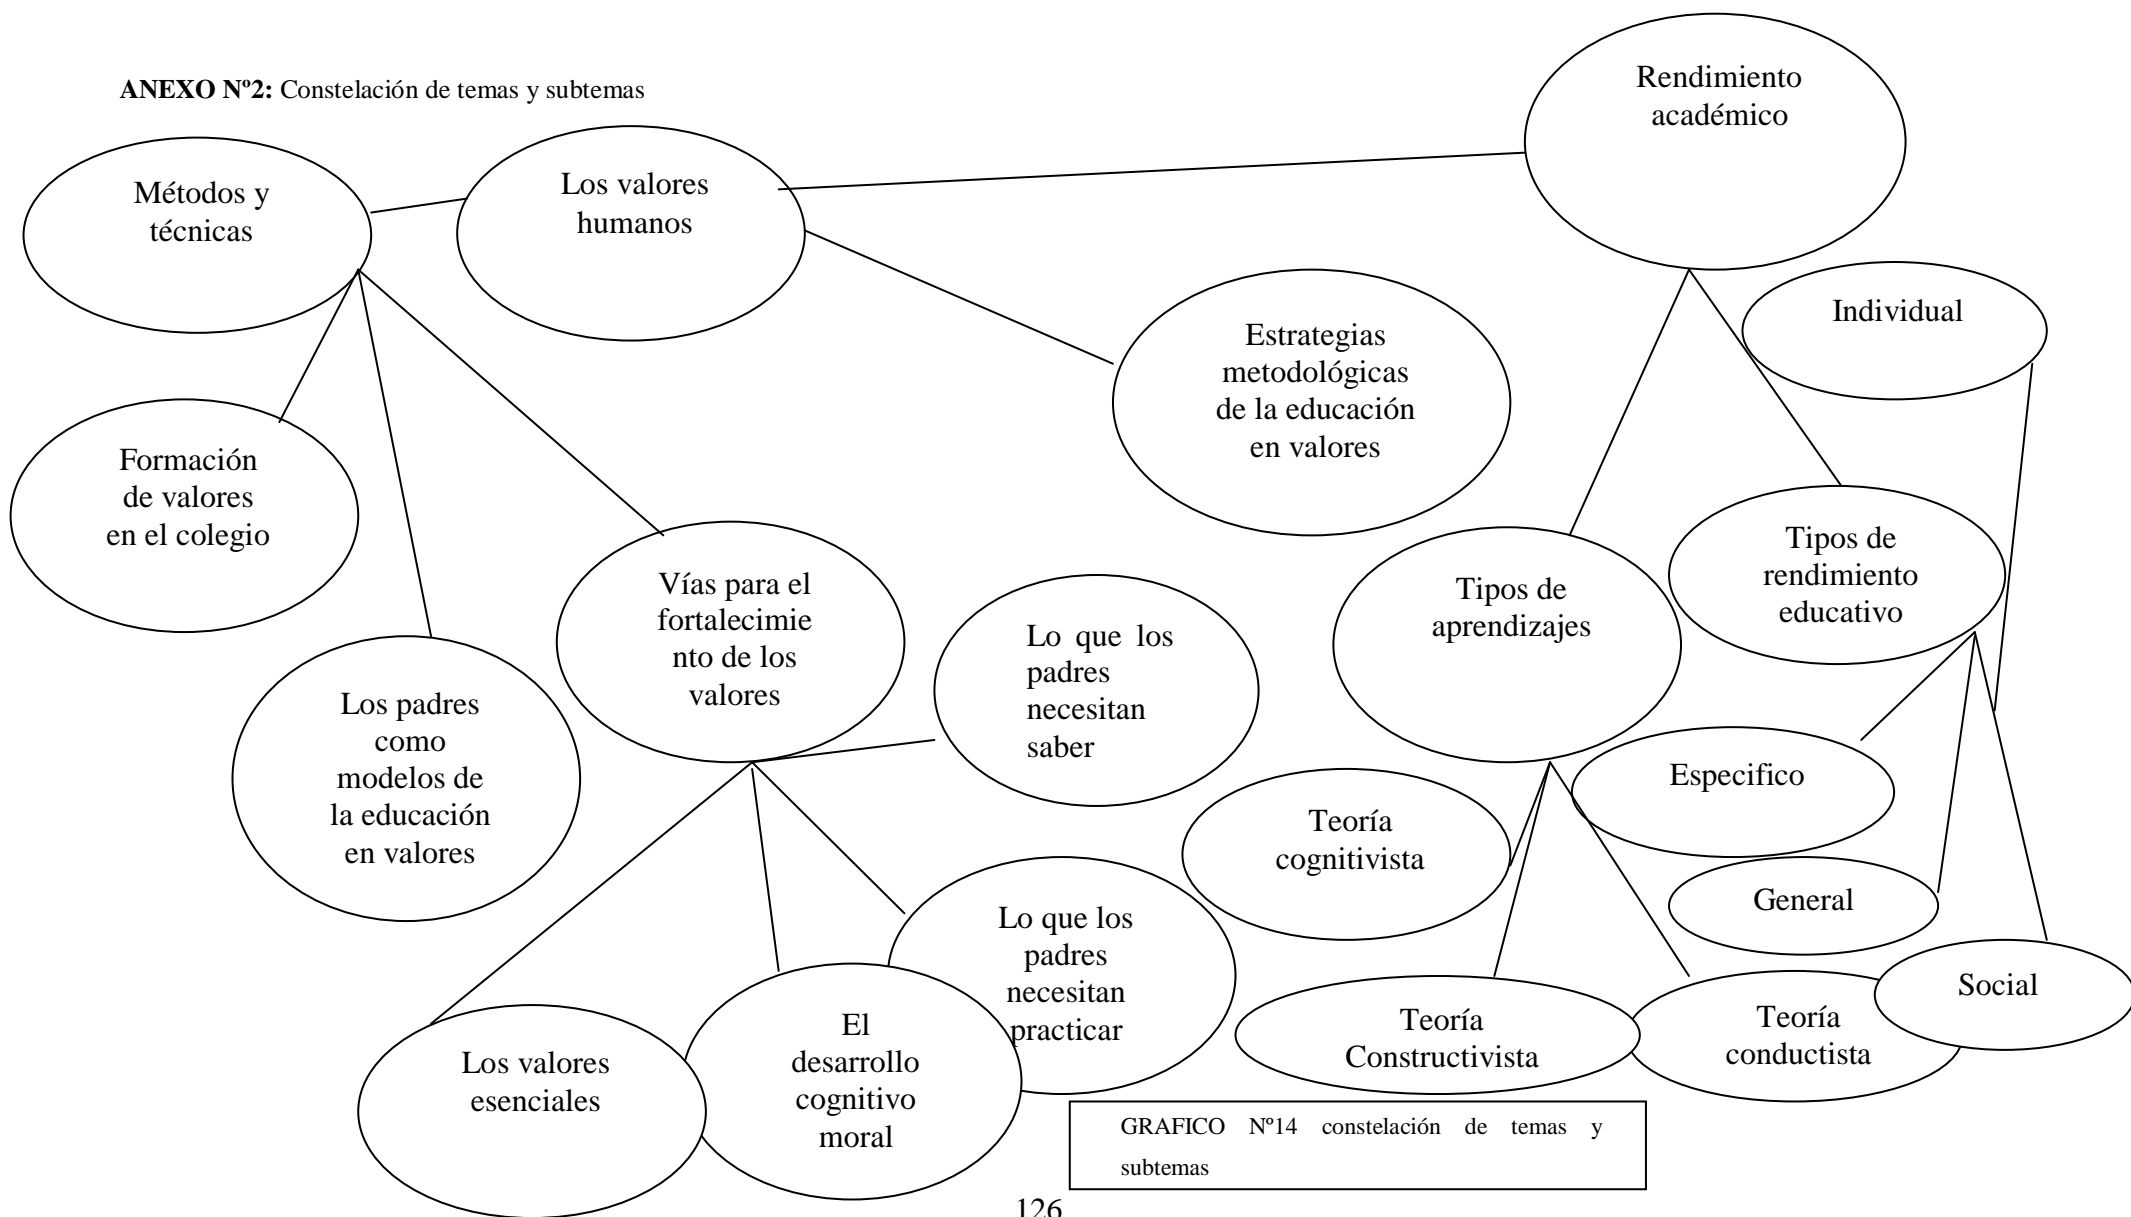 ANEXO Nº2: Constelación de temas y subtemas
Rendimiento
académico
Métodos y
técnicas
Los valores
humanos
Individual
Estrategias
metodológicas
de la educación
en valores
Formación
de valores
en el colegio
Tipos de
rendimiento
educativo
Vías para el
fortalecimie
nto de los
valores
Tipos de
aprendizajes
Lo que los
padres
necesitan
saber
Los padres
como
modelos de
la educación
en valores
Especifico
Teoría
cognitivista
General
Lo que los
padres
necesitan
practicar
Social
Teoría
Constructivista
Teoría
conductista
El
desarrollo
cognitivo
moral
Los valores
esenciales
GRAFICO Nº14 constelación de temas y
subtemas
126